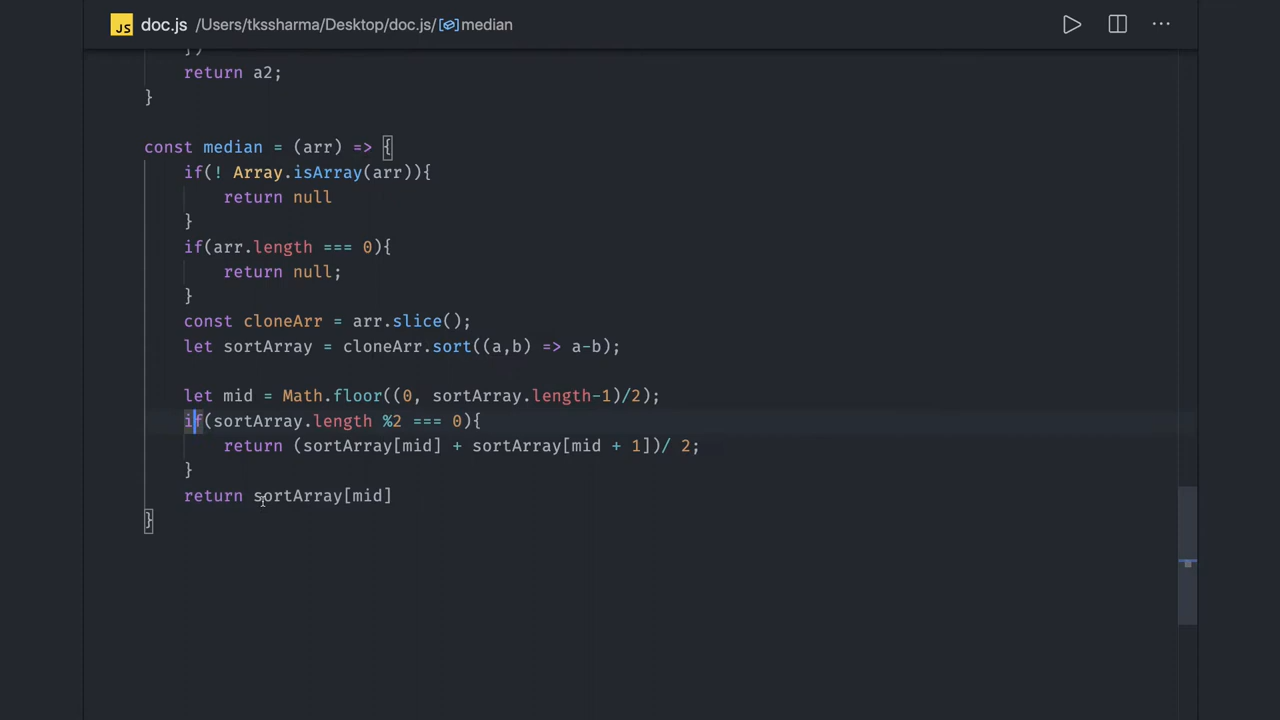 JS doc.js /Users/tkssharma/Desktop/doc.js/median
})
return a2;
}
const median = (arr) => {
if(! Array.isArray(arr)){
return null
}
if(arr.length === 0){
return null;
}
const cloneArr = arr.slice();
let sortArray = cloneArr.sort((a,b) => a-b);
let mid = Math.floor((0, sortArray.length-1)/2);
if(sortArray.length %2 === 0){
return (sortArray[mid] + sortArray[mid + 1])/ 2;
}
return sortArray[mid]
}